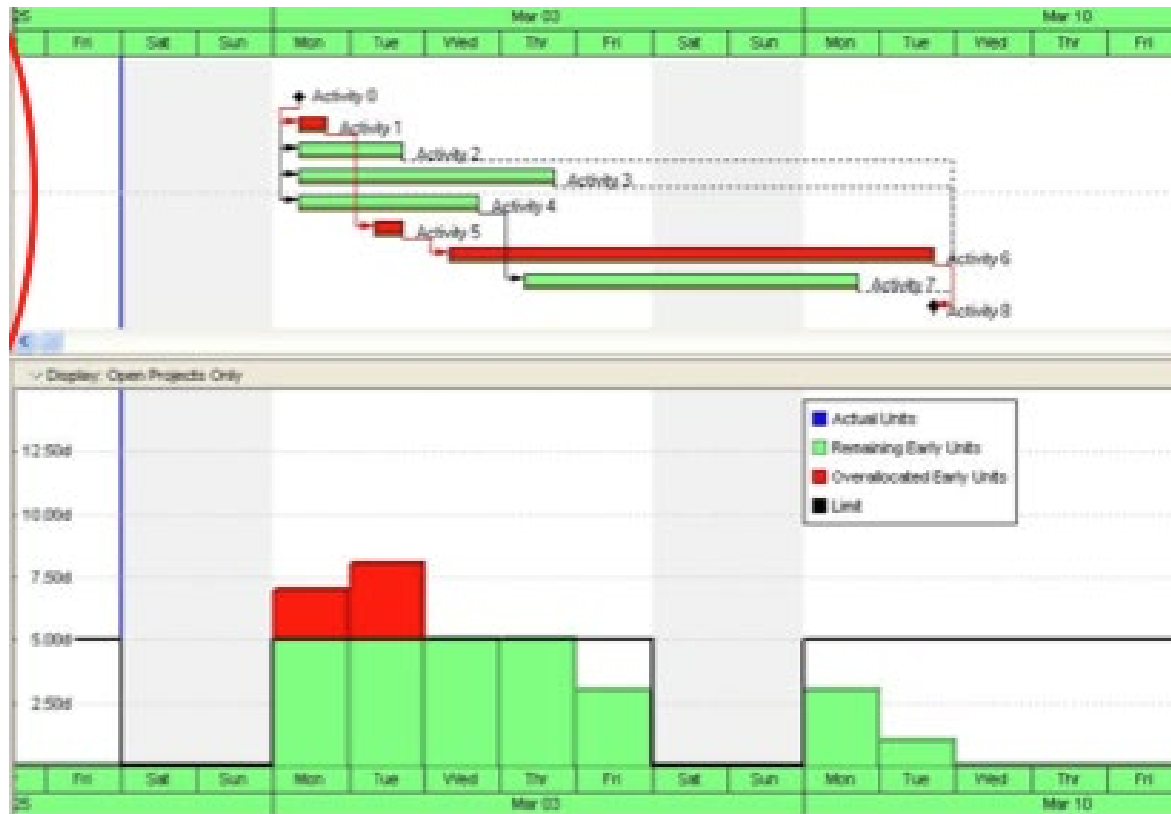 25 Mar 03 Mar 10
Fri Sat Sun Mon Tue Wed Thr Fri Sat Sun Mon Tue Wed Thr Fri
Activity 0
Activity 1
Activity 2
Activity 3
Activity 4
Activity 5
Activity 6
Activity 7
Activity 8
Display: Open Projects Only
Actual Units
Remaining Early Units
Overallocated Early Units
Limit
12.50d
10.00d
7.50d
5.00d
2.50d
Fri Sat Sun Mon Tue Wed Thr Fri Sat Sun Mon Tue Wed Thr Fri
25 Mar 03 Mar 10